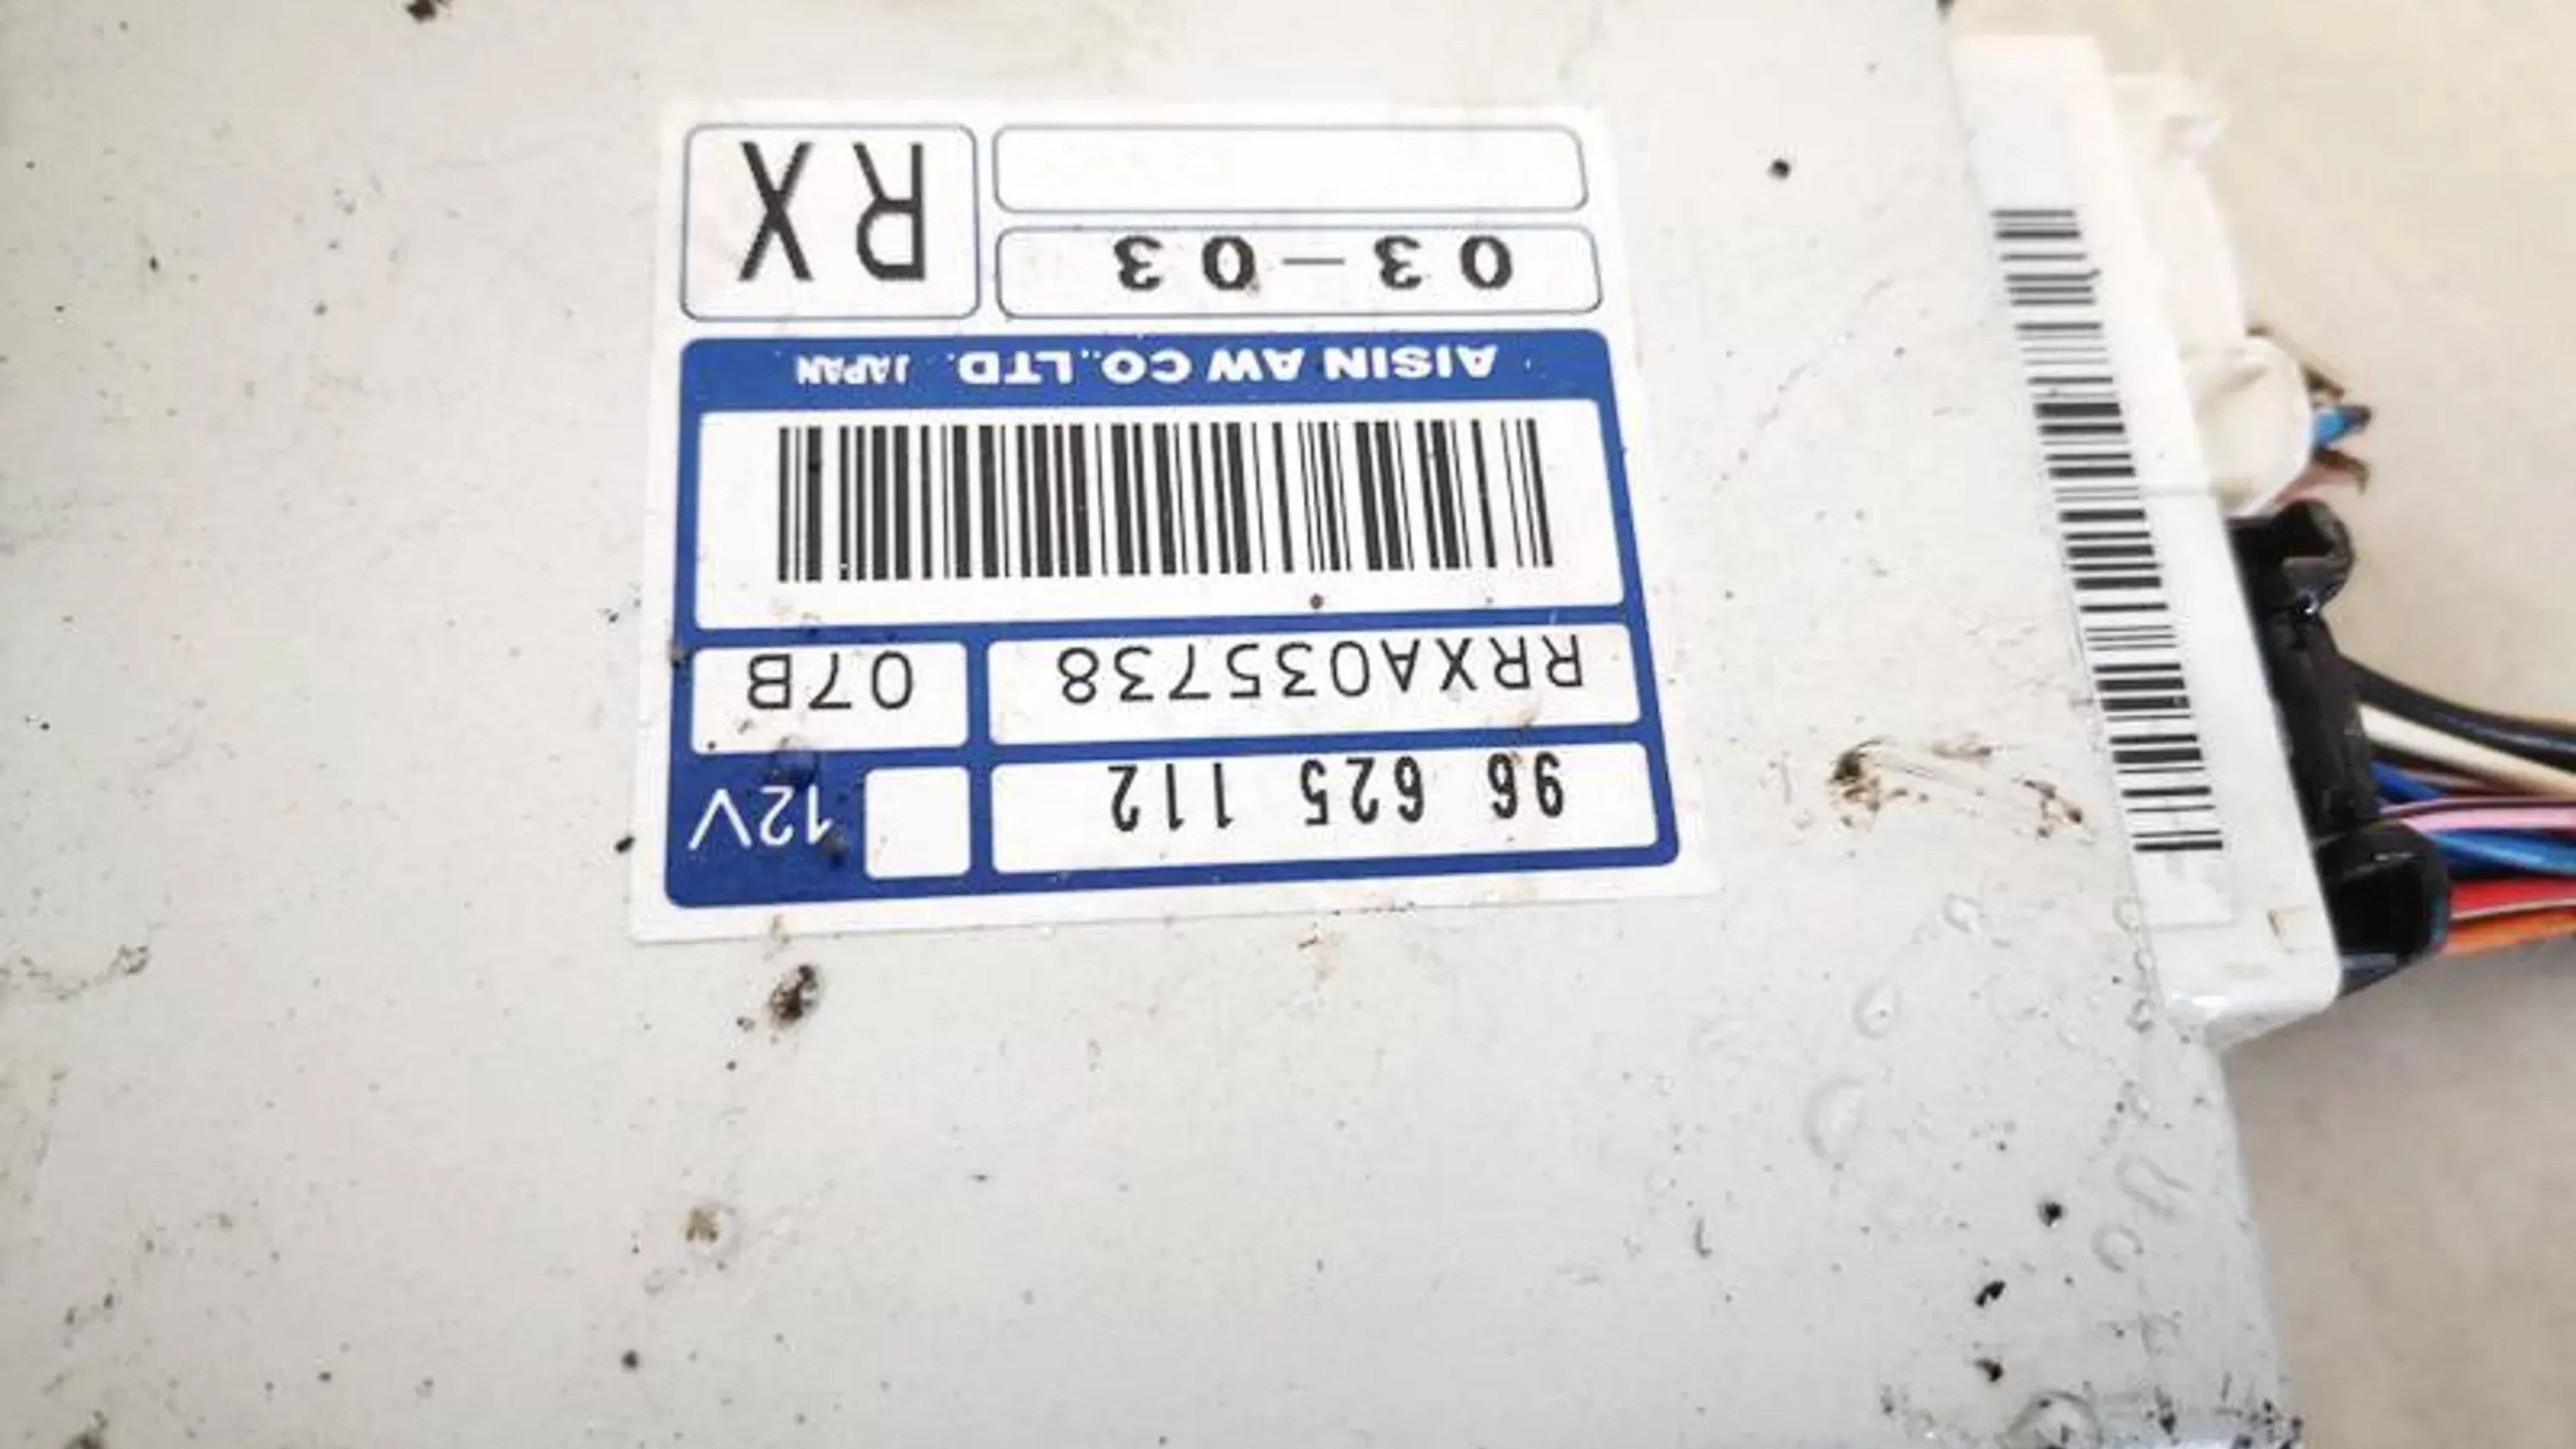 96 625 112
12V
RRXA035738
07B
AISIN AW CO.,LTD. JAPAN
03-03
RX